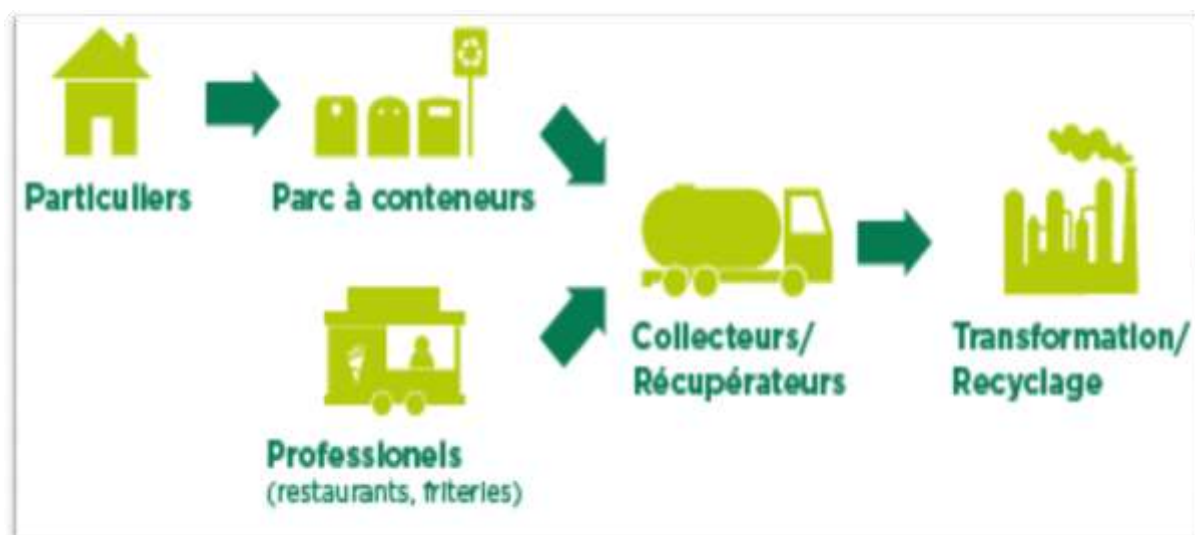 Particuliers
Parc à conteneurs
Collecteurs/
Récupérateurs
Transformation/
Recyclage
Professionels
(restaurants, friteries)